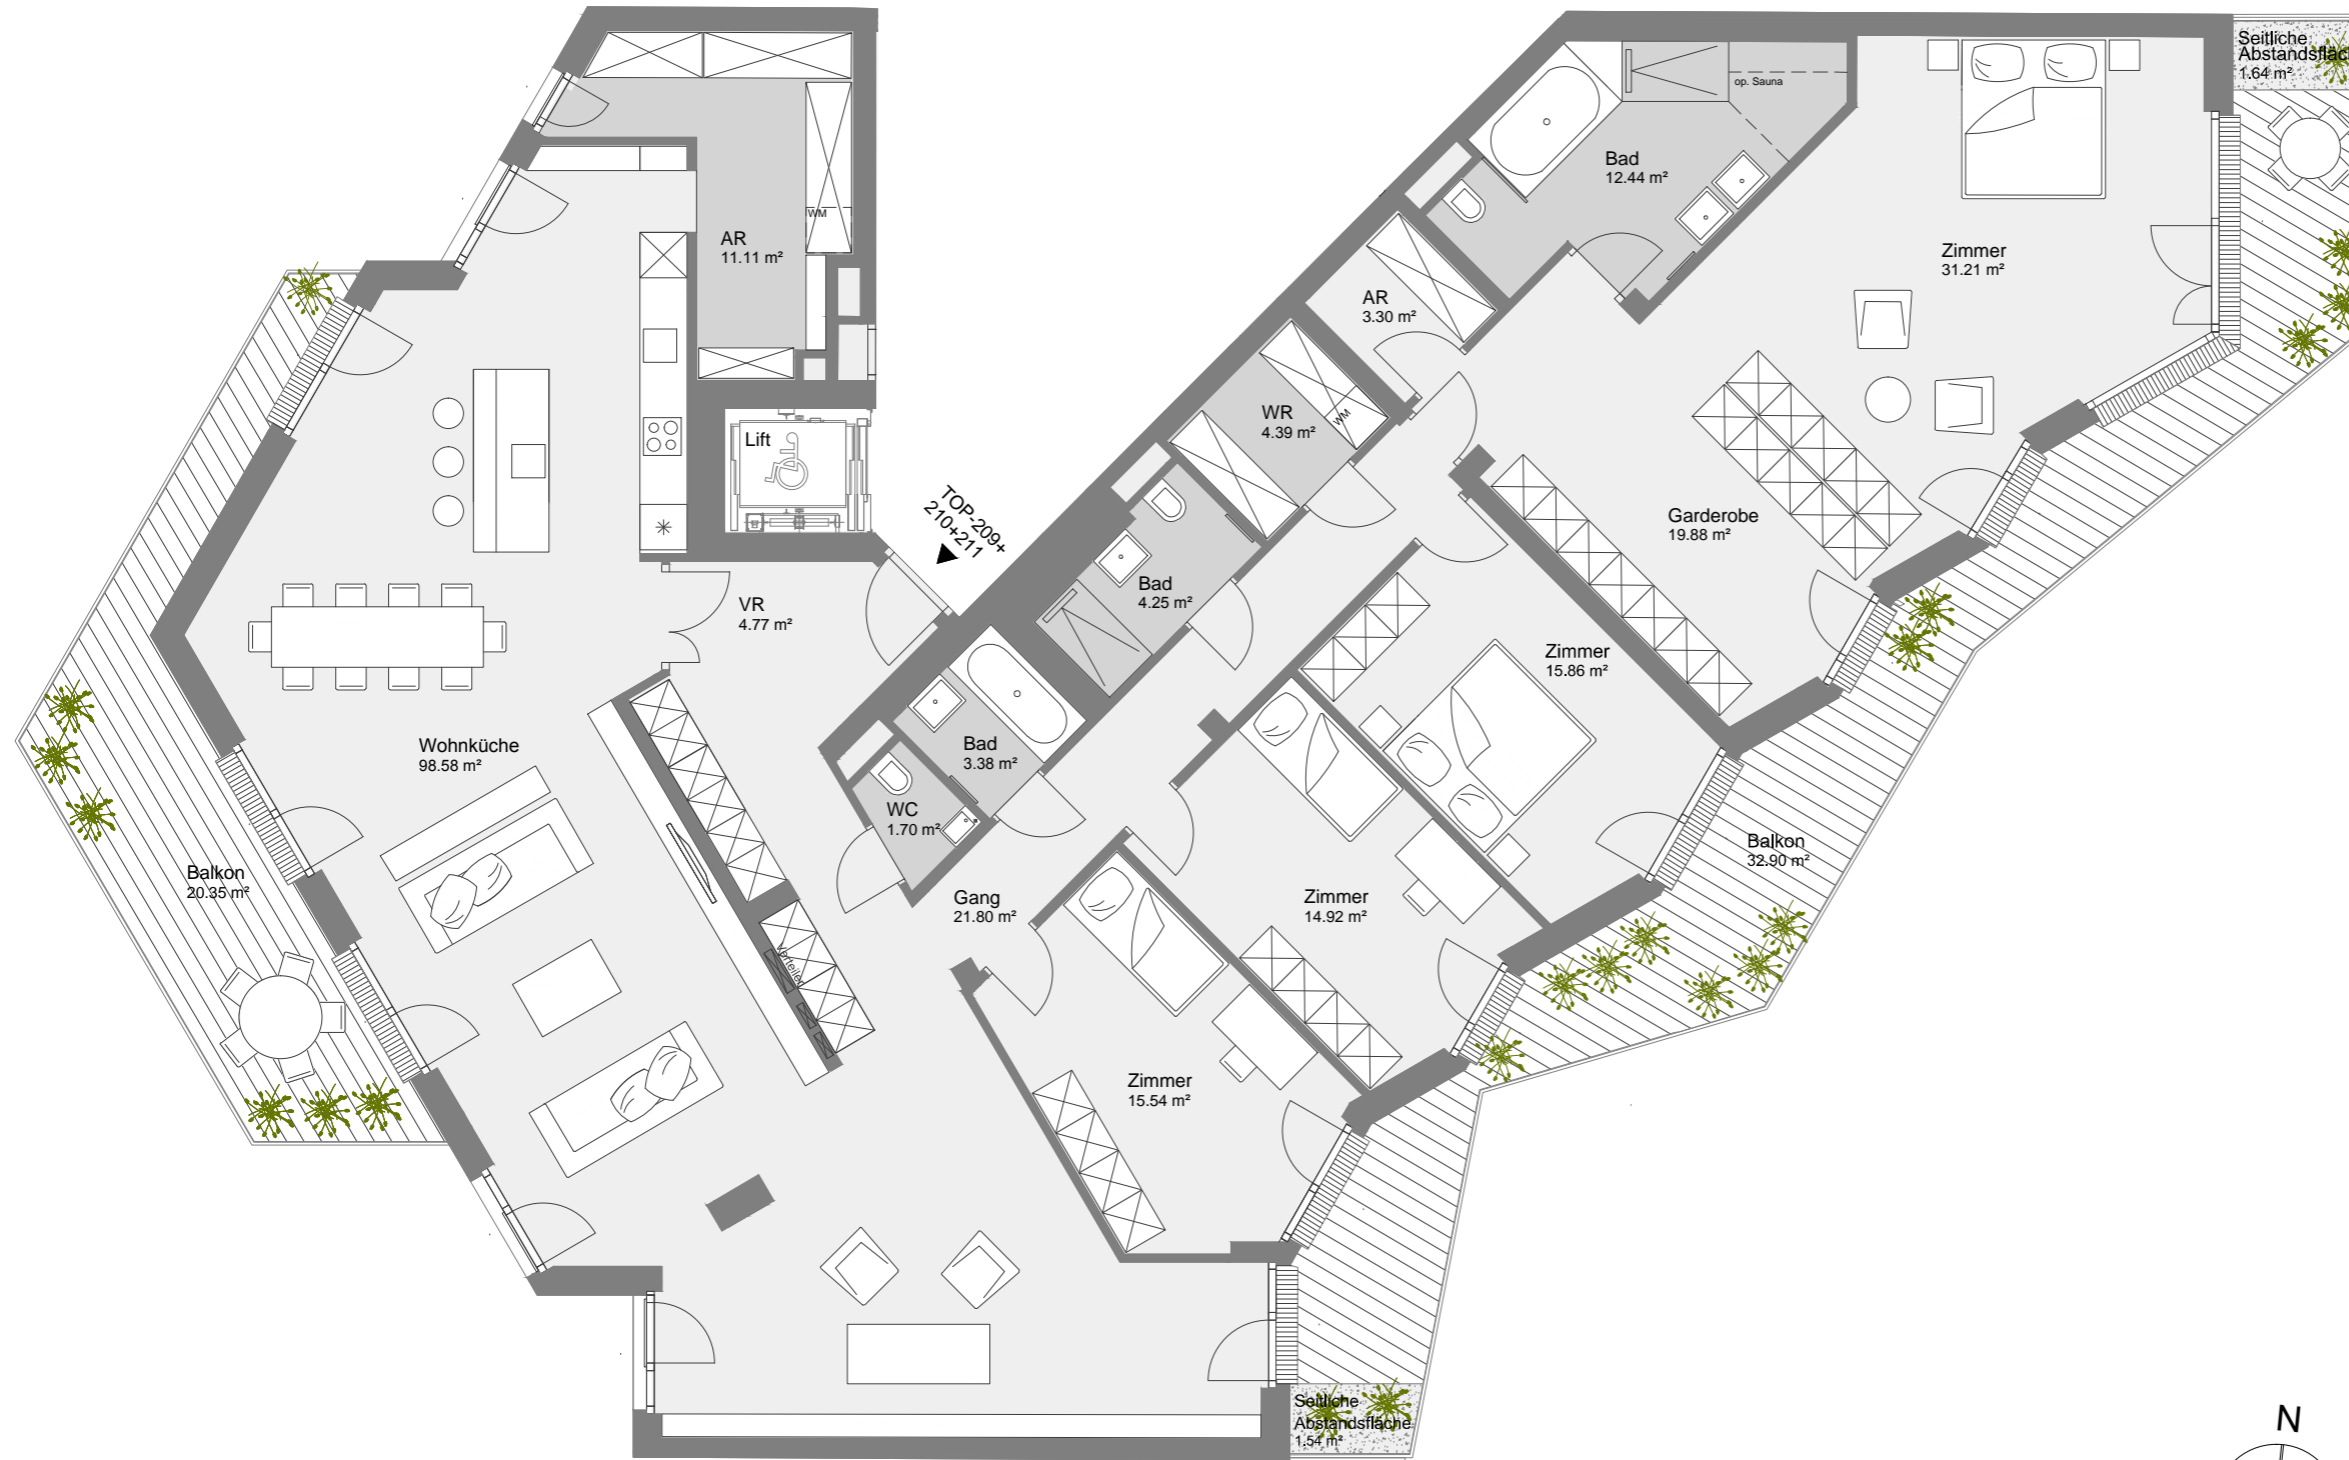 Seitliche
Abstandsfläc
1.64 m²
op. Sauna
Bad
12.44 m²
Zimmer
31.21 m²
WM
AR
11.11 m²
AR
3.30 m²
WR
4.39 m²
WM
Lift
TOP-209+
210+211
Garderobe
19.88 m²
Bad
4.25 m²
VR
4.77 m²
Zimmer
15.86 m²
Wohnküche
98.58 m²
Bad
3.38 m²
WC
1.70 m²
Balkon
32.90 m²
Balkon
20.35 m²
Gang
21.80 m²
Zimmer
14.92 m²
Verteiler
Zimmer
15.54 m²
Seitliche
Abstandsfläche
1.54 m²
N